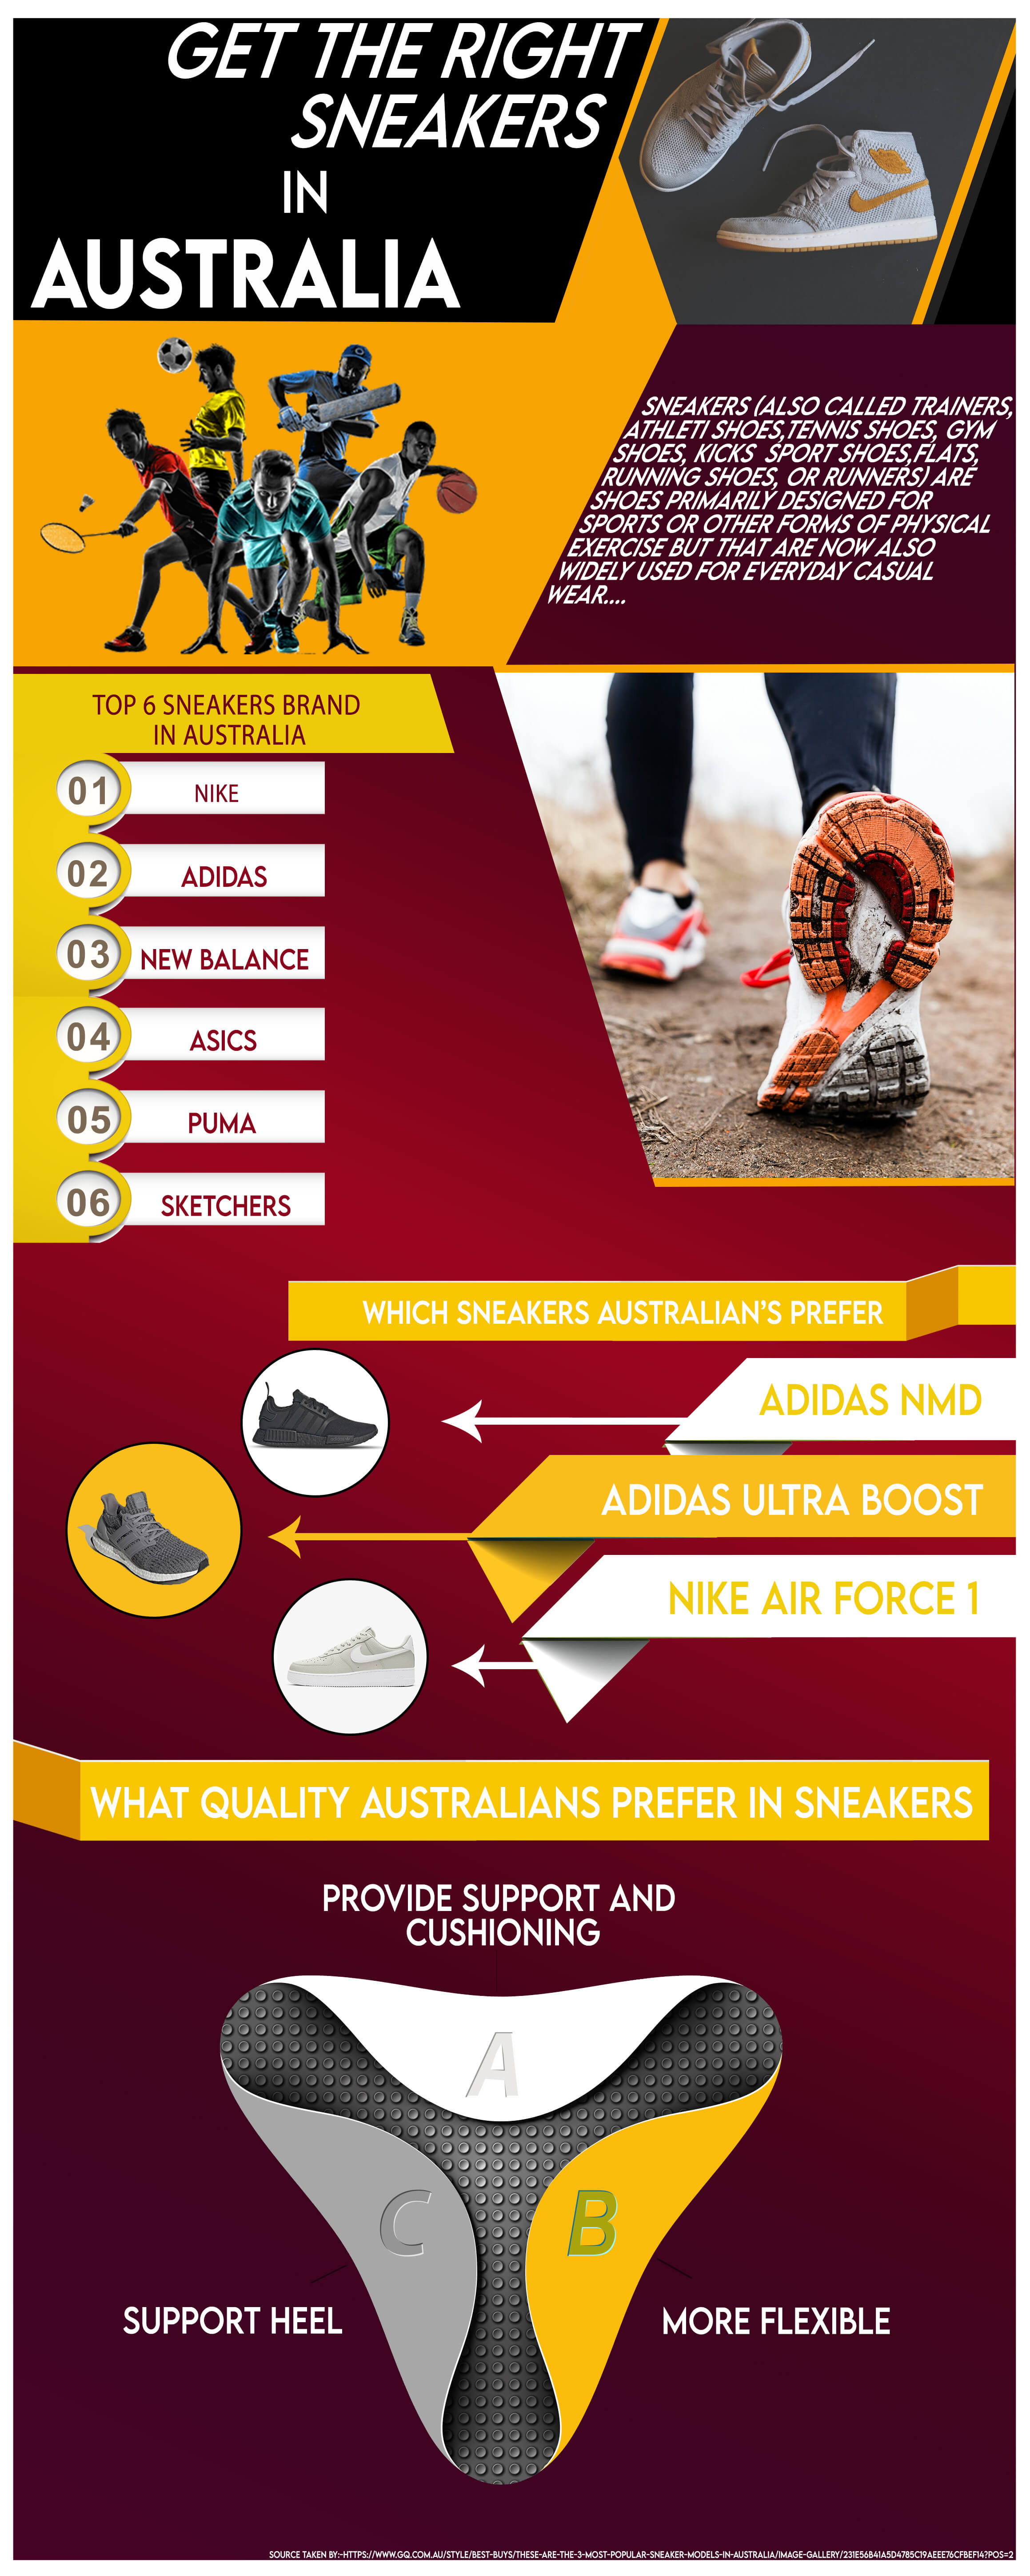 GET THE RIGHT
SNEAKERS
IN
AUSTRALIA
SNEAKERS (ALSO CALLED TRAINERS,
ATHLETI SHOES,TENNIS SHOES, GYM
SHOES, KICKS SPORT SHOES,FLATS,
RUNNING SHOES, OR RUNNERS) ARE
SHOES PRIMARILY DESIGNED FOR
SPORTS OR OTHER FORMS OF PHYSICAL
EXERCISE BUT THAT ARE NOW ALSO
WIDELY USED FOR EVERYDAY CASUAL
WEAR....
TOP 6 SNEAKERS BRAND
IN AUSTRALIA
01 NIKE
02 ADIDAS
03 NEW BALANCE
04 ASICS
05 PUMA
06 SKETCHERS
WHICH SNEAKERS AUSTRALIAN'S PREFER
ADIDAS NMD
ADIDAS ULTRA BOOST
NIKE AIR FORCE 1
WHAT QUALITY AUSTRALIANS PREFER IN SNEAKERS
PROVIDE SUPPORT AND
CUSHIONING
A
C
B
SUPPORT HEEL
MORE FLEXIBLE
SOURCE TAKEN BY:-HTTPS://WWW.GQ.COM.AU/STYLE/BEST-BUYS/THESE-ARE-THE-3-MOST-POPULAR-SNEAKER-MODELS-IN-AUSTRALIA/IMAGE-GALLERY/231E56B41A5D4785C19AEEE76CFBEF14?POS=2